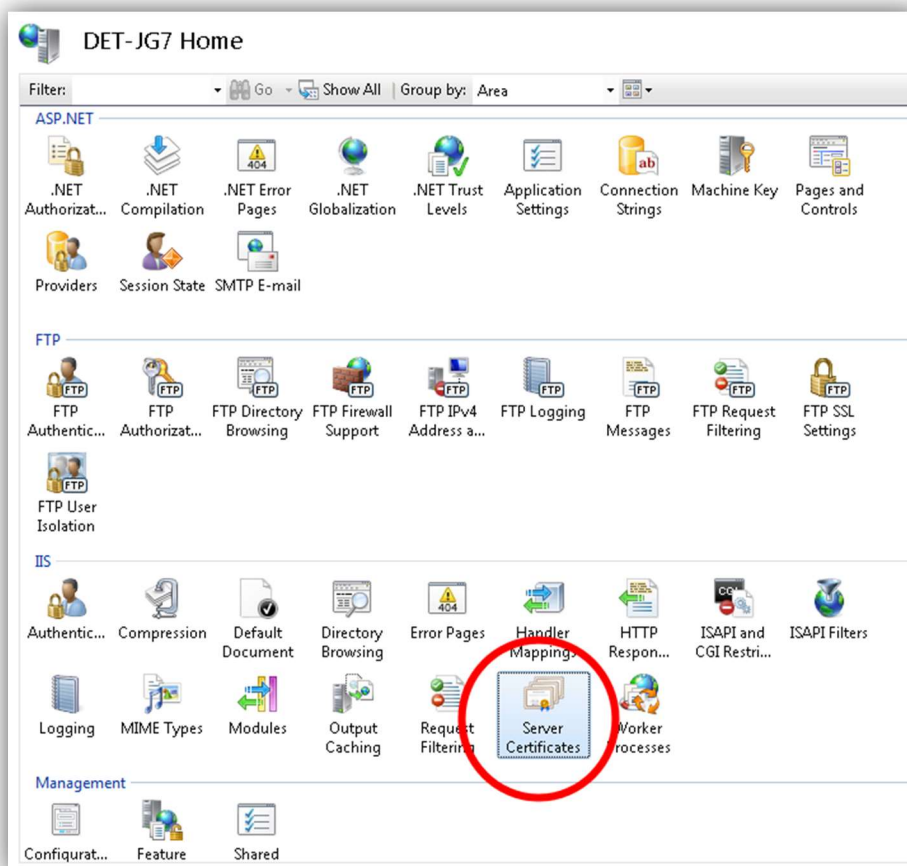 DET-JG7 Home
Filter: Go Show All Group by: Area
ASP.NET
.NET Authorizat...
.NET Compilation
.NET Error Pages
.NET Globalization
.NET Trust Levels
Application Settings
Connection Strings
Machine Key
Pages and Controls
Providers
Session State
SMTP E-mail
FTP
FTP Authentic...
FTP Authorizat...
FTP Directory Browsing
FTP Firewall Support
FTP IPv4 Address a...
FTP Logging
FTP Messages
FTP Request Filtering
FTP SSL Settings
FTP User Isolation
IIS
Authentic...
Compression
Default Document
Directory Browsing
Error Pages
Handler Mappings
HTTP Respon...
ISAPI and CGI Restri...
ISAPI Filters
Logging
MIME Types
Modules
Output Caching
Request Filtering
Server Certificates
Worker Processes
Management
Configurat...
Feature
Shared